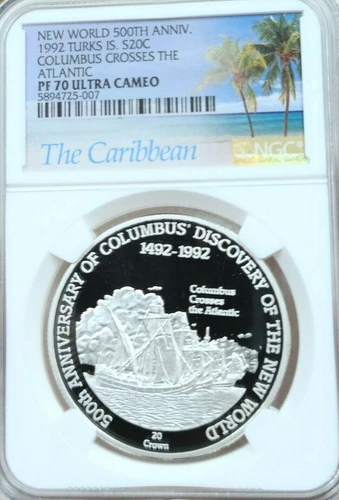 NEW WORLD 500TH ANNIV.
1992 TURKS IS. S20C
COLUMBUS CROSSES THE
ATLANTIC
PF 70 ULTRA CAMEO
5894725-007
The Caribbean
NGC
500th ANNIVERSARY OF COLUMBUS' DISCOVERY OF THE NEW WORLD
1492-1992
Columbus
Crosses
the Atlantic
20
Crown